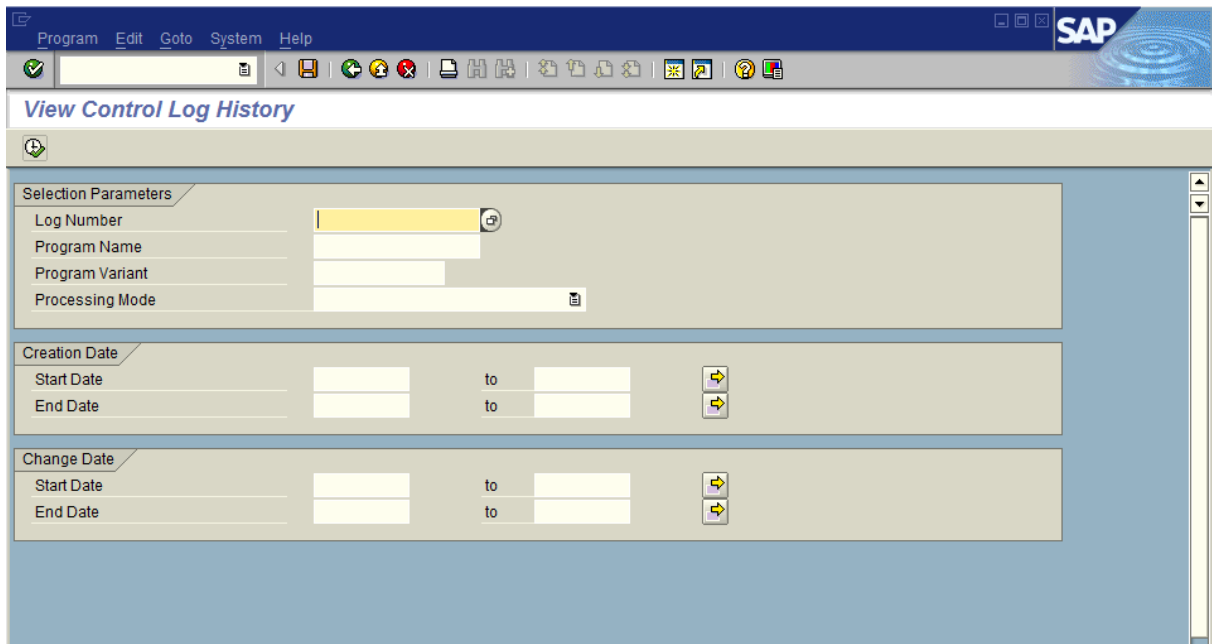 Program Edit Goto System Help
SAP
View Control Log History
Selection Parameters
Log Number
Program Name
Program Variant
Processing Mode
Creation Date
Start Date to
End Date to
Change Date
Start Date to
End Date to